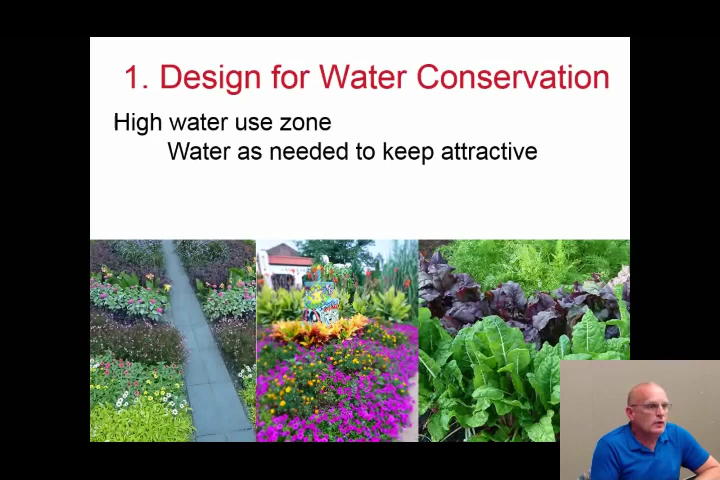 1. Design for Water Conservation
High water use zone
Water as needed to keep attractive